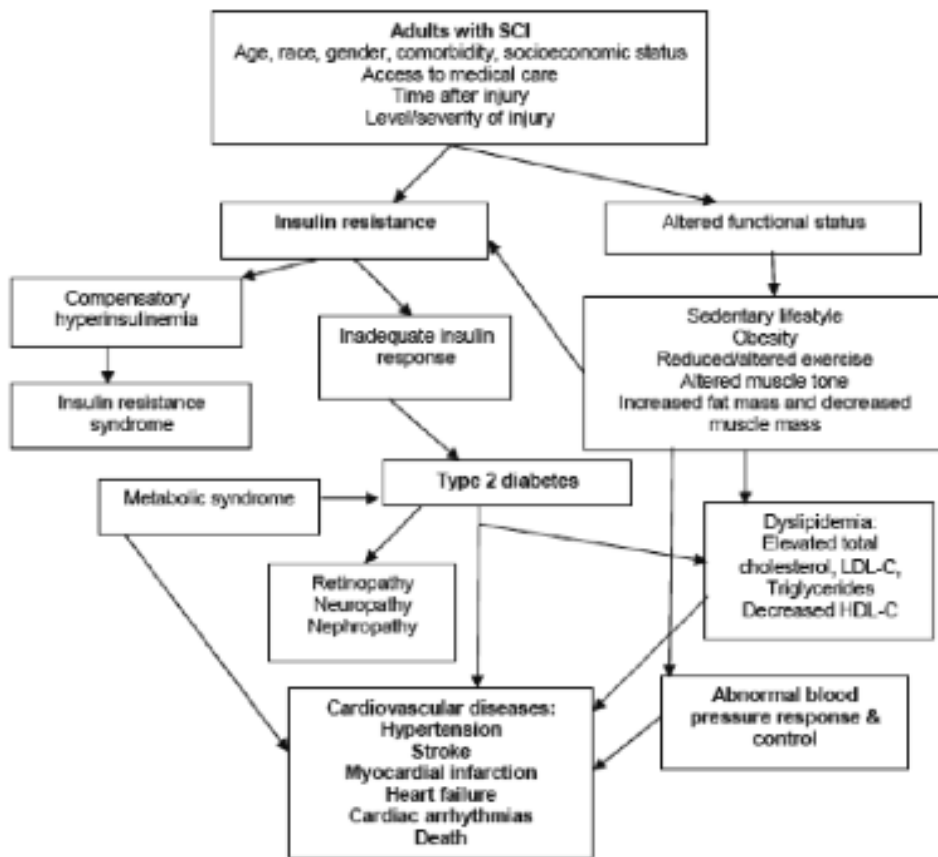 Adults with SCI
Age, race, gender, comorbidity, socioeconomic status
Access to medical care
Time after injury
Level/severity of injury
Insulin resistance
Altered functional status
Compensatory
hyperinsulinemia
Inadequate insulin
response
Sedentary lifestyle
Obesity
Reduced/altered exercise
Altered muscle tone
Increased fat mass and decreased
muscle mass
Insulin resistance
syndrome
Type 2 diabetes
Metabolic syndrome
Dyslipidemia:
Elevated total
cholesterol, LDL-C,
Triglycerides
Decreased HDL-C
Retinopathy
Neuropathy
Nephropathy
Abnormal blood
pressure response &
control
Cardiovascular diseases:
Hypertension
Stroke
Myocardial infarction
Heart failure
Cardiac arrhythmias
Death